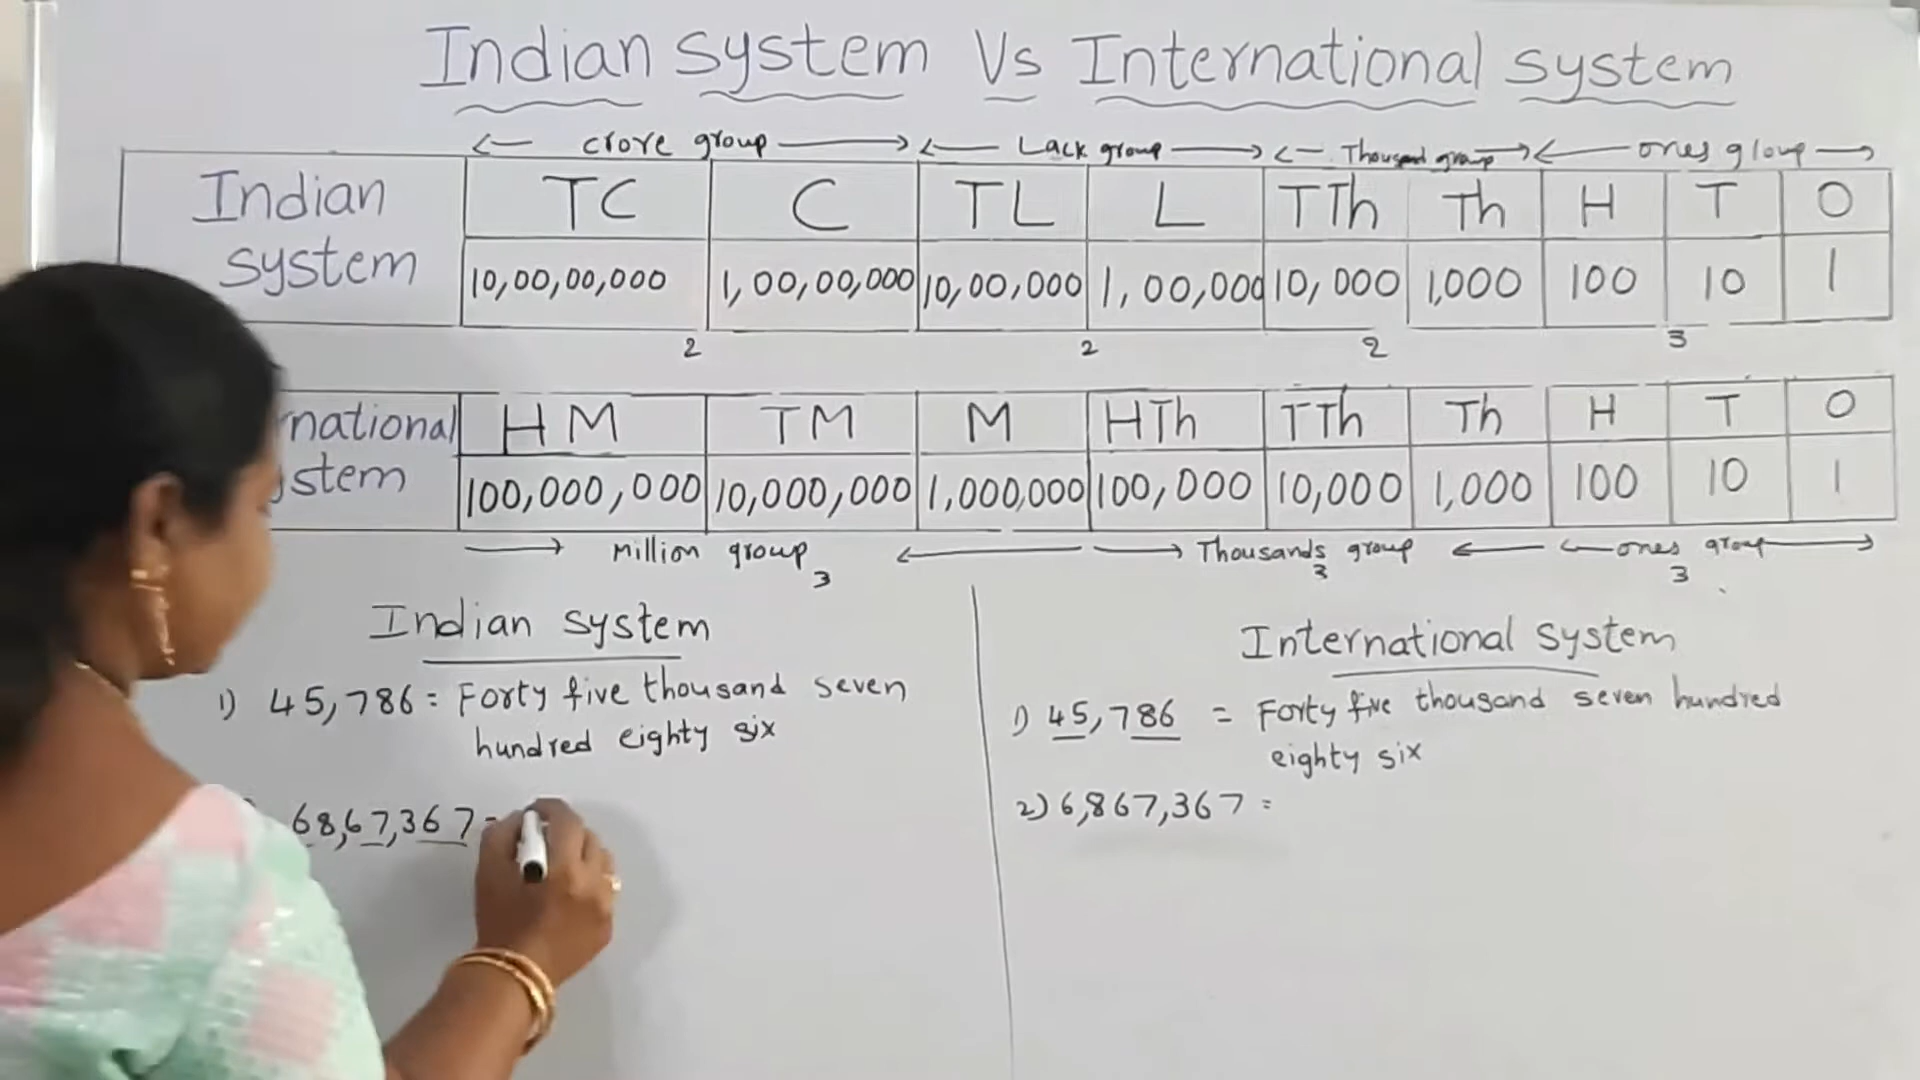 Indian system Vs International system
crore group Lack group Thousand group ones gloup
Indian system TC C TL L TTh Th H T O
10,00,00,000 1,00,00,000 10,00,000 1,00,000 10,000 1,000 100 10 1
2 2 2 3
national stem HM TM M HTh TTh Th H T O
100,000,000 10,000,000 1,000,000 100,000 10,000 1,000 100 10 1
Million group Thousands group ones group
3 3 3
Indian system
1) 45,786 = Forty five thousand seven
hundred eighty six
68,67,367 =
International system
1) 45,786 = Forty five thousand seven hundred
eighty six
2) 6,867,367 =